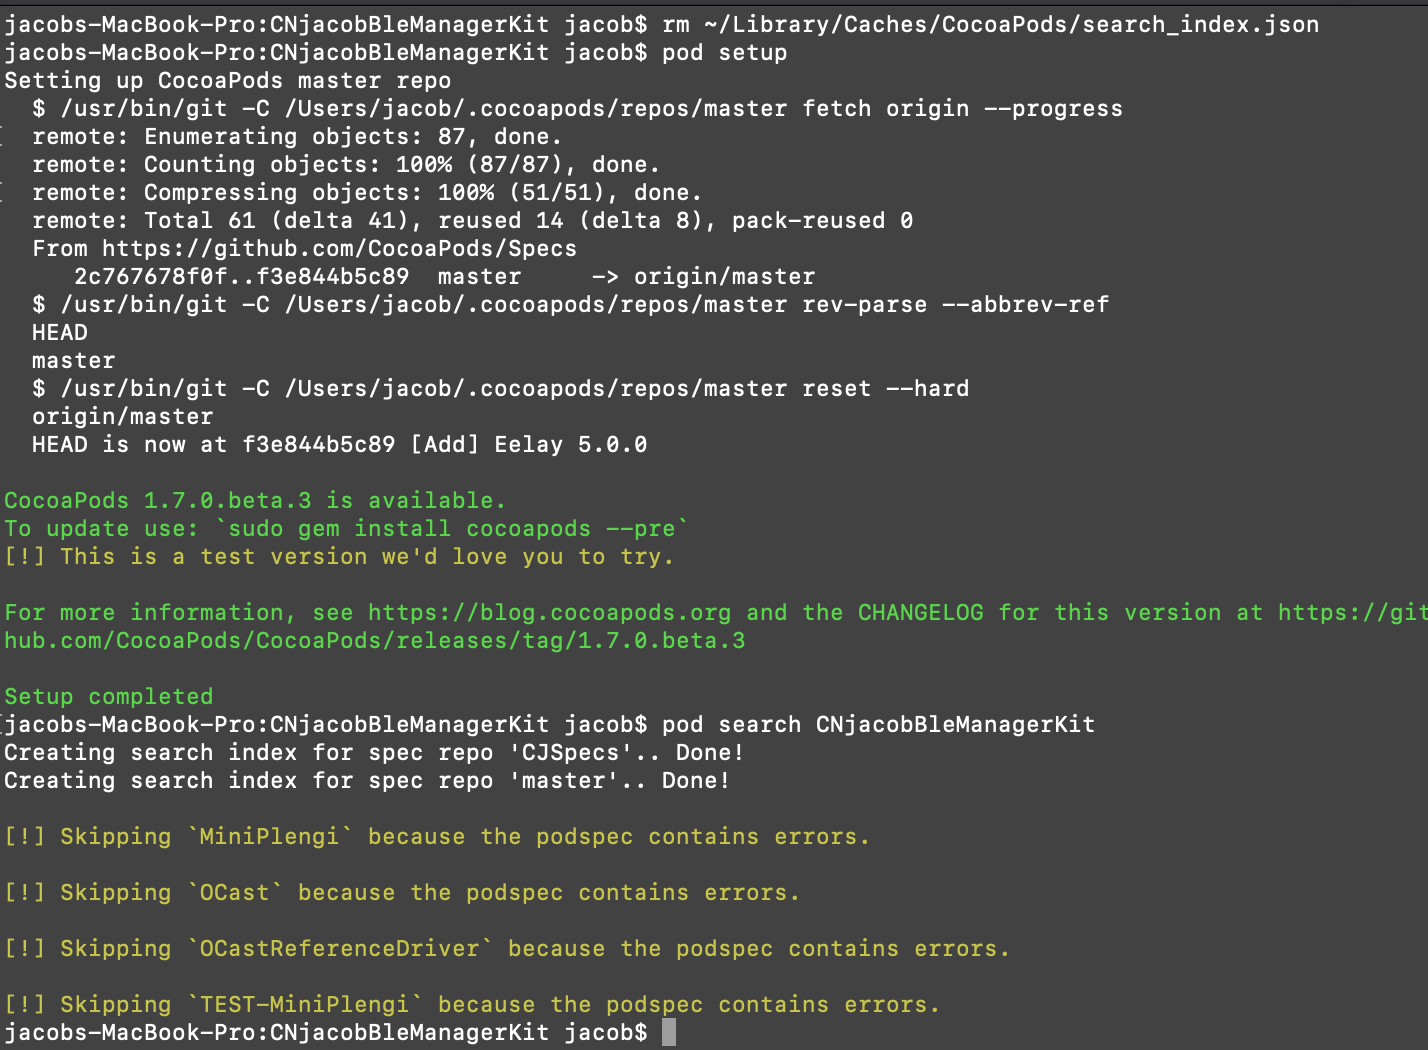 jacobs-MacBook-Pro:CNjacobBleManagerKit jacob$ rm ~/Library/Caches/CocoaPods/search_index.json
jacobs-MacBook-Pro:CNjacobBleManagerKit jacob$ pod setup
Setting up CocoaPods master repo
  $ /usr/bin/git -C /Users/jacob/.cocoapods/repos/master fetch origin --progress
  remote: Enumerating objects: 87, done.
  remote: Counting objects: 100% (87/87), done.
  remote: Compressing objects: 100% (51/51), done.
  remote: Total 61 (delta 41), reused 14 (delta 8), pack-reused 0
  From https://github.com/CocoaPods/Specs
     2c767678f0f..f3e844b5c89  master     -> origin/master
  $ /usr/bin/git -C /Users/jacob/.cocoapods/repos/master rev-parse --abbrev-ref
  HEAD
  master
  $ /usr/bin/git -C /Users/jacob/.cocoapods/repos/master reset --hard
  origin/master
  HEAD is now at f3e844b5c89 [Add] Eelay 5.0.0

CocoaPods 1.7.0.beta.3 is available.
To update use: `sudo gem install cocoapods --pre`
[!] This is a test version we'd love you to try.

For more information, see https://blog.cocoapods.org and the CHANGELOG for this version at https://git
hub.com/CocoaPods/CocoaPods/releases/tag/1.7.0.beta.3

Setup completed
jacobs-MacBook-Pro:CNjacobBleManagerKit jacob$ pod search CNjacobBleManagerKit
Creating search index for spec repo 'CJSpecs'.. Done!
Creating search index for spec repo 'master'.. Done!

[!] Skipping `MiniPlengi` because the podspec contains errors.

[!] Skipping `OCast` because the podspec contains errors.

[!] Skipping `OCastReferenceDriver` because the podspec contains errors.

[!] Skipping `TEST-MiniPlengi` because the podspec contains errors.
jacobs-MacBook-Pro:CNjacobBleManagerKit jacob$